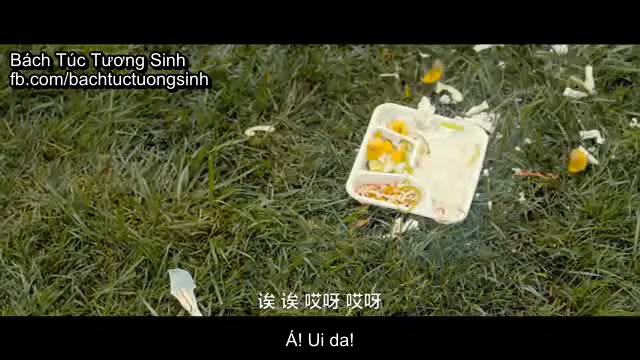 Bách Túc Tương Sinh
fb.com/bachtuctuongsinh
诶 诶 哎呀 哎呀
Á! Ui da!